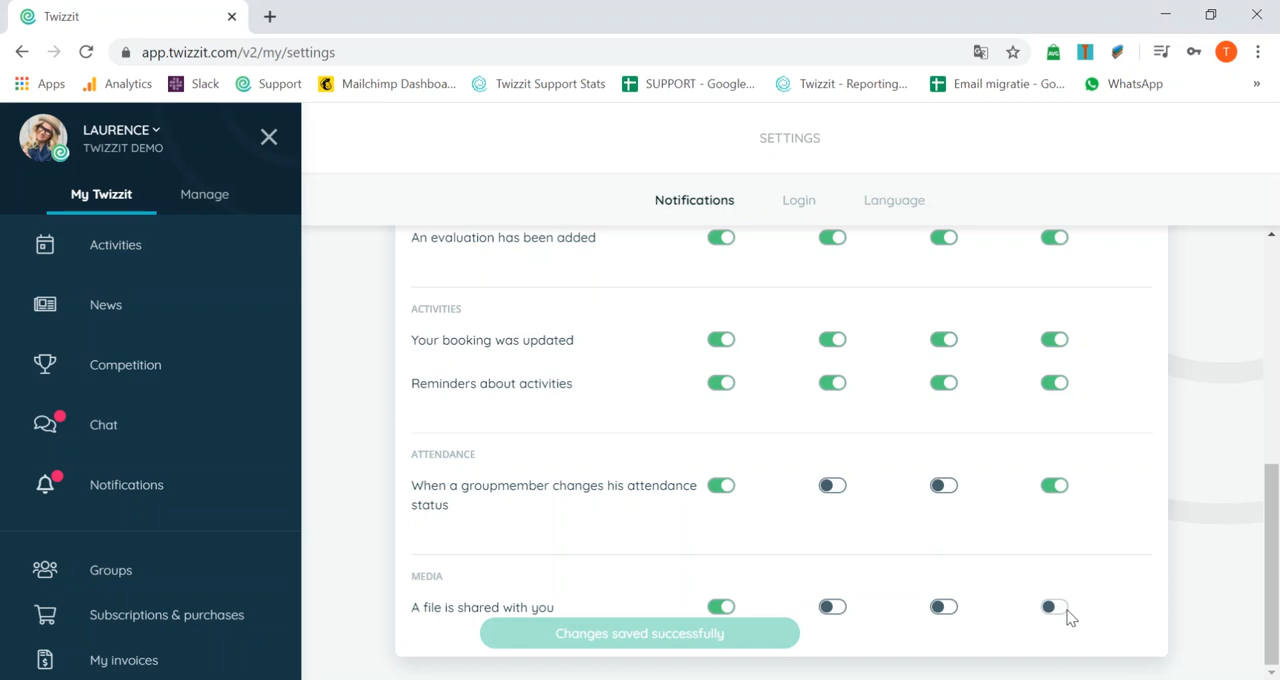 Twizzit
app.twizzit.com/v2/my/settings
T
Apps
Analytics
Slack
Support
Mailchimp Dashboa...
Twizzit Support Stats
SUPPORT - Google...
Twizzit - Reporting...
Email migratie - Go...
WhatsApp
»
LAURENCE
TWIZZIT DEMO
My Twizzit
Manage
Activities
News
Competition
Chat
Notifications
Groups
Subscriptions & purchases
My invoices
SETTINGS
Notifications
Login
Language
An evaluation has been added
ACTIVITIES
Your booking was updated
Reminders about activities
ATTENDANCE
When a groupmember changes his attendance
status
MEDIA
A file is shared with you
Changes saved successfully